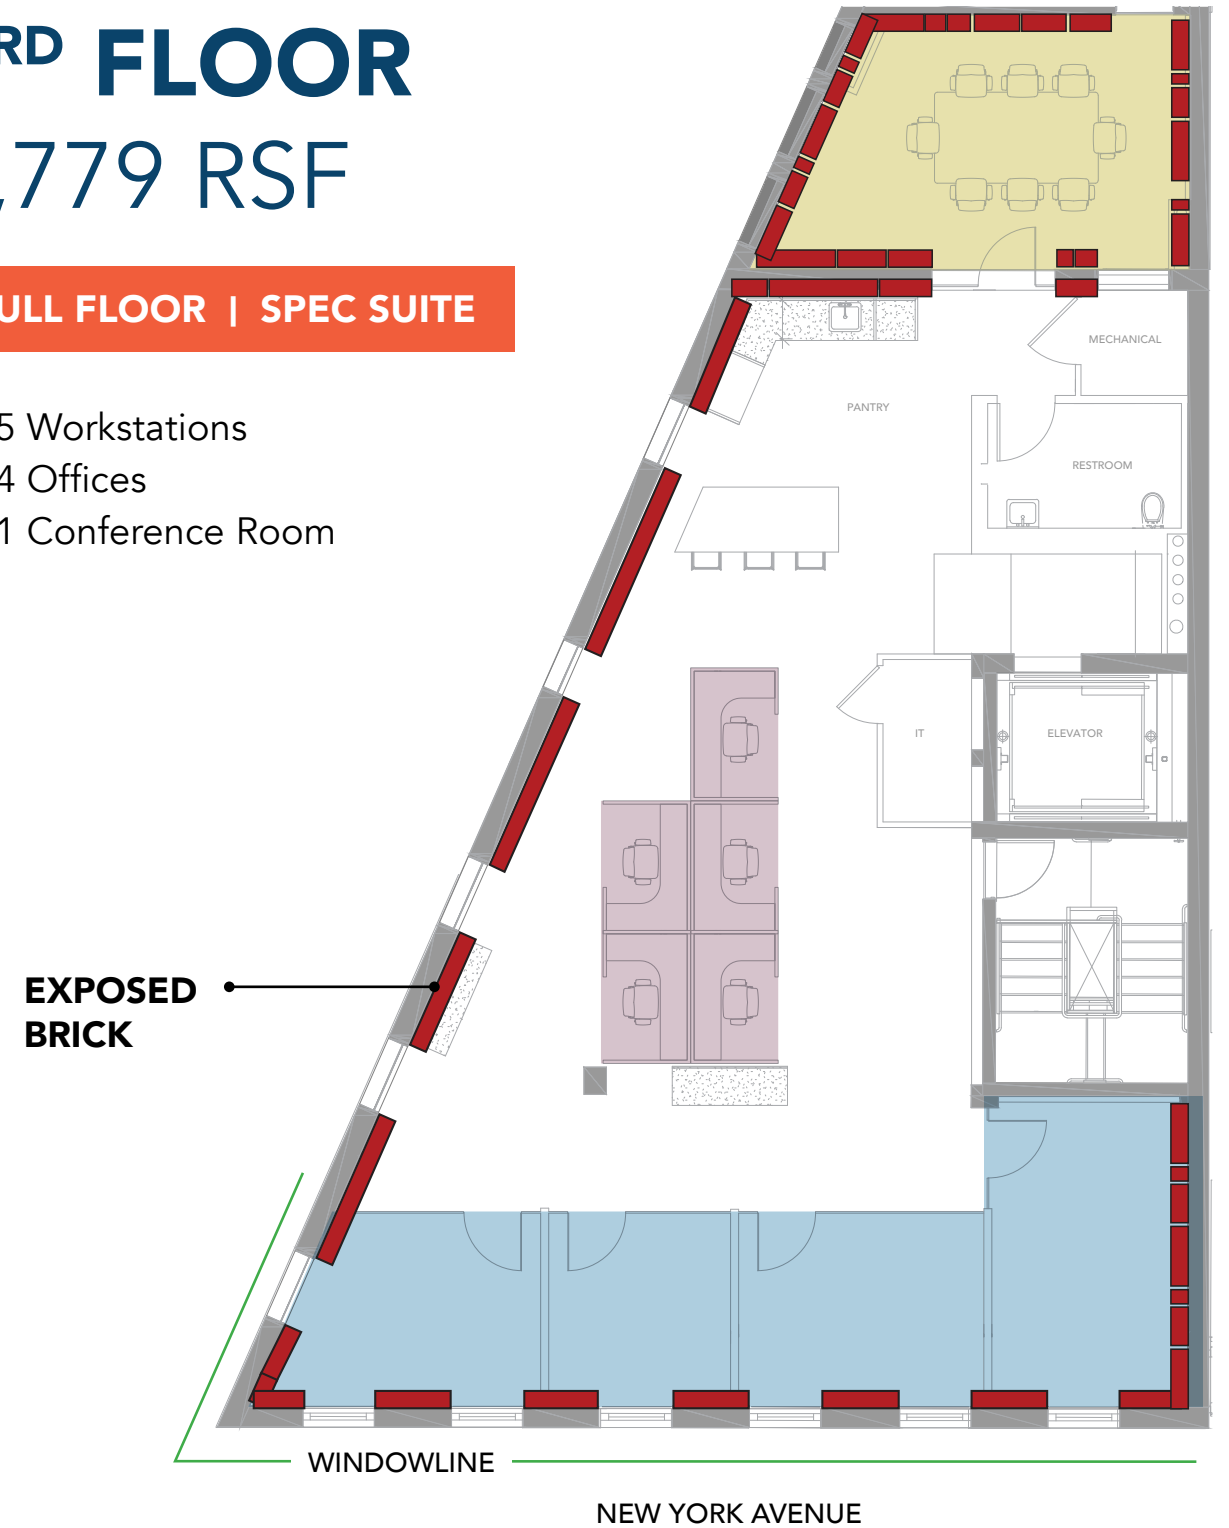 RD FLOOR
,779 RSF
ULL FLOOR | SPEC SUITE
5 Workstations
4 Offices
1 Conference Room
MECHANICAL
PANTRY
RESTROOM
IT
ELEVATOR
EXPOSED
BRICK
WINDOWLINE
NEW YORK AVENUE